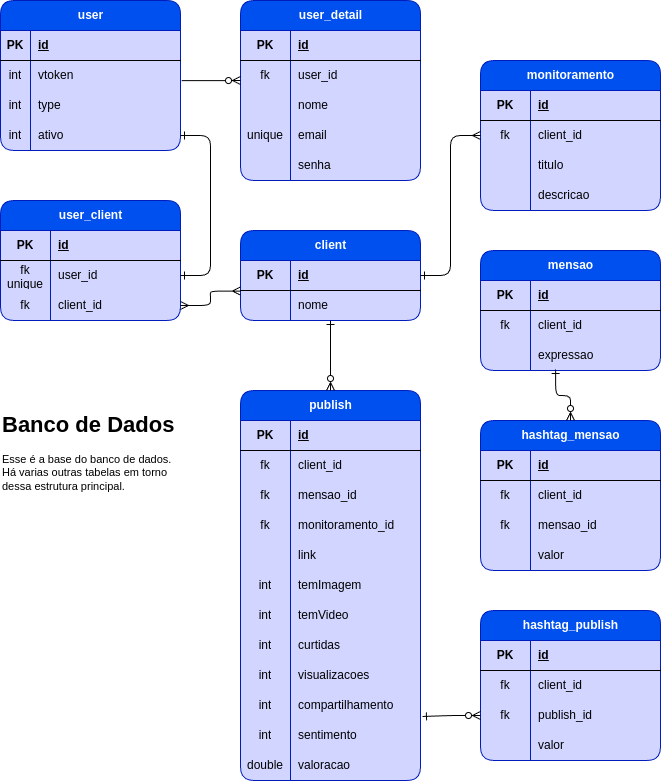 user
PK id
int vtoken
int type
int ativo
user_detail
PK id
fk user_id
nome
unique email
senha
monitoramento
PK id
fk client_id
titulo
descricao
user_client
PK id
fk
unique user_id
fk client_id
client
PK id
nome
mensao
PK id
fk client_id
expressao
Banco de Dados
Esse é a base do banco de dados.
Há varias outras tabelas em torno
dessa estrutura principal.
publish
PK id
fk client_id
fk mensao_id
fk monitoramento_id
link
int temImagem
int temVideo
int curtidas
int visualizacoes
int compartilhamento
int sentimento
double valoracao
hashtag_mensao
PK id
fk client_id
fk mensao_id
valor
hashtag_publish
PK id
fk client_id
fk publish_id
valor